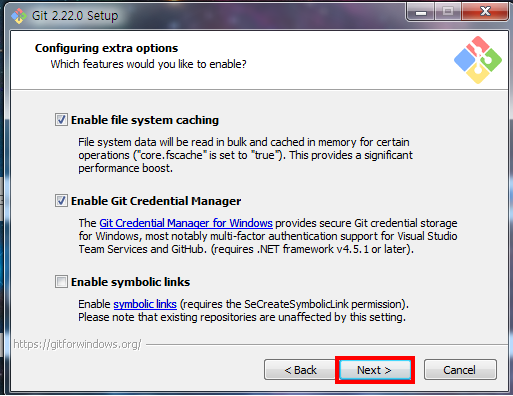 Git 2.22.0 Setup
Configuring extra options
Which features would you like to enable?
Enable file system caching
File system data will be read in bulk and cached in memory for certain
operations ("core.fscache" is set to "true"). This provides a significant
performance boost.
Enable Git Credential Manager
The Git Credential Manager for Windows provides secure Git credential storage
for Windows, most notably multi-factor authentication support for Visual Studio
Team Services and GitHub. (requires .NET framework v4.5.1 or later).
Enable symbolic links
Enable symbolic links (requires the SeCreateSymbolicLink permission).
Please note that existing repositories are unaffected by this setting.
https://gitforwindows.org/
< Back Next > Cancel